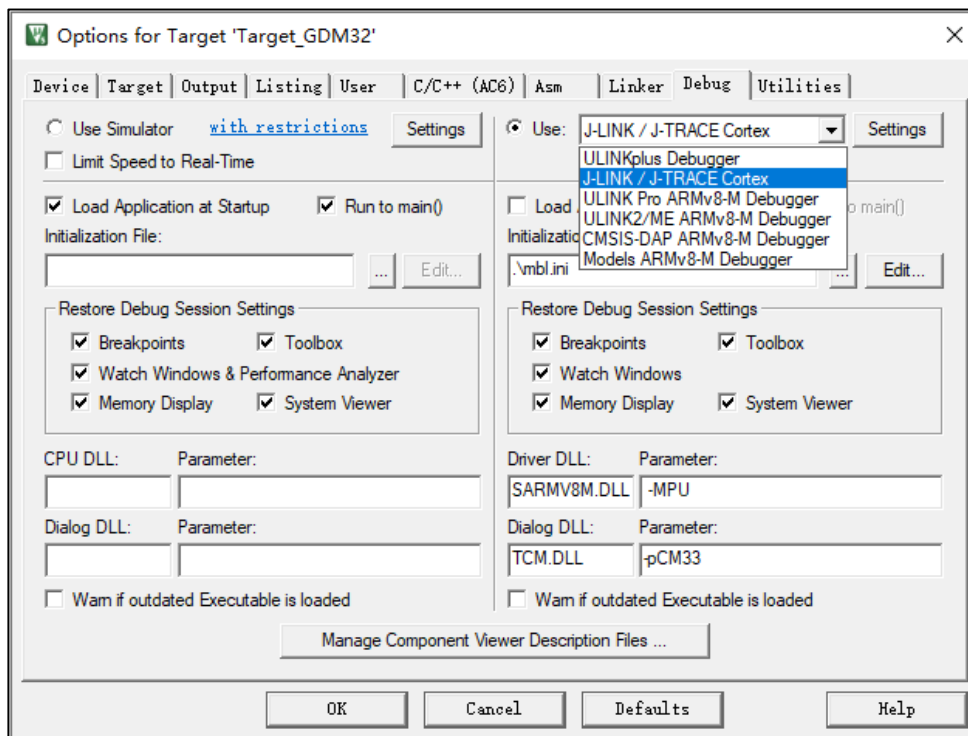 Options for Target 'Target_GDM32'
Device Target Output Listing User C/C++ (AC6) Asm Linker Debug Utilities
Use Simulator with restrictions Settings
Limit Speed to Real-Time
Load Application at Startup Run to main()
Initialization File:
... Edit...
Restore Debug Session Settings
Breakpoints Toolbox
Watch Windows & Performance Analyzer
Memory Display System Viewer
CPU DLL: Parameter:
Dialog DLL: Parameter:
Warn if outdated Executable is loaded
Use: J-LINK / J-TRACE Cortex Settings
ULINKplus Debugger
J-LINK / J-TRACE Cortex
ULINK Pro ARMv8-M Debugger
ULINK2/ME ARMv8-M Debugger
CMSIS-DAP ARMv8-M Debugger
Models ARMv8-M Debugger
Load o main()
.\mbl.ini ... Edit...
Restore Debug Session Settings
Breakpoints Toolbox
Watch Windows
Memory Display System Viewer
Driver DLL: Parameter:
SARMV8M.DLL -MPU
Dialog DLL: Parameter:
TCM.DLL -pCM33
Warn if outdated Executable is loaded
Manage Component Viewer Description Files ...
OK Cancel Defaults Help